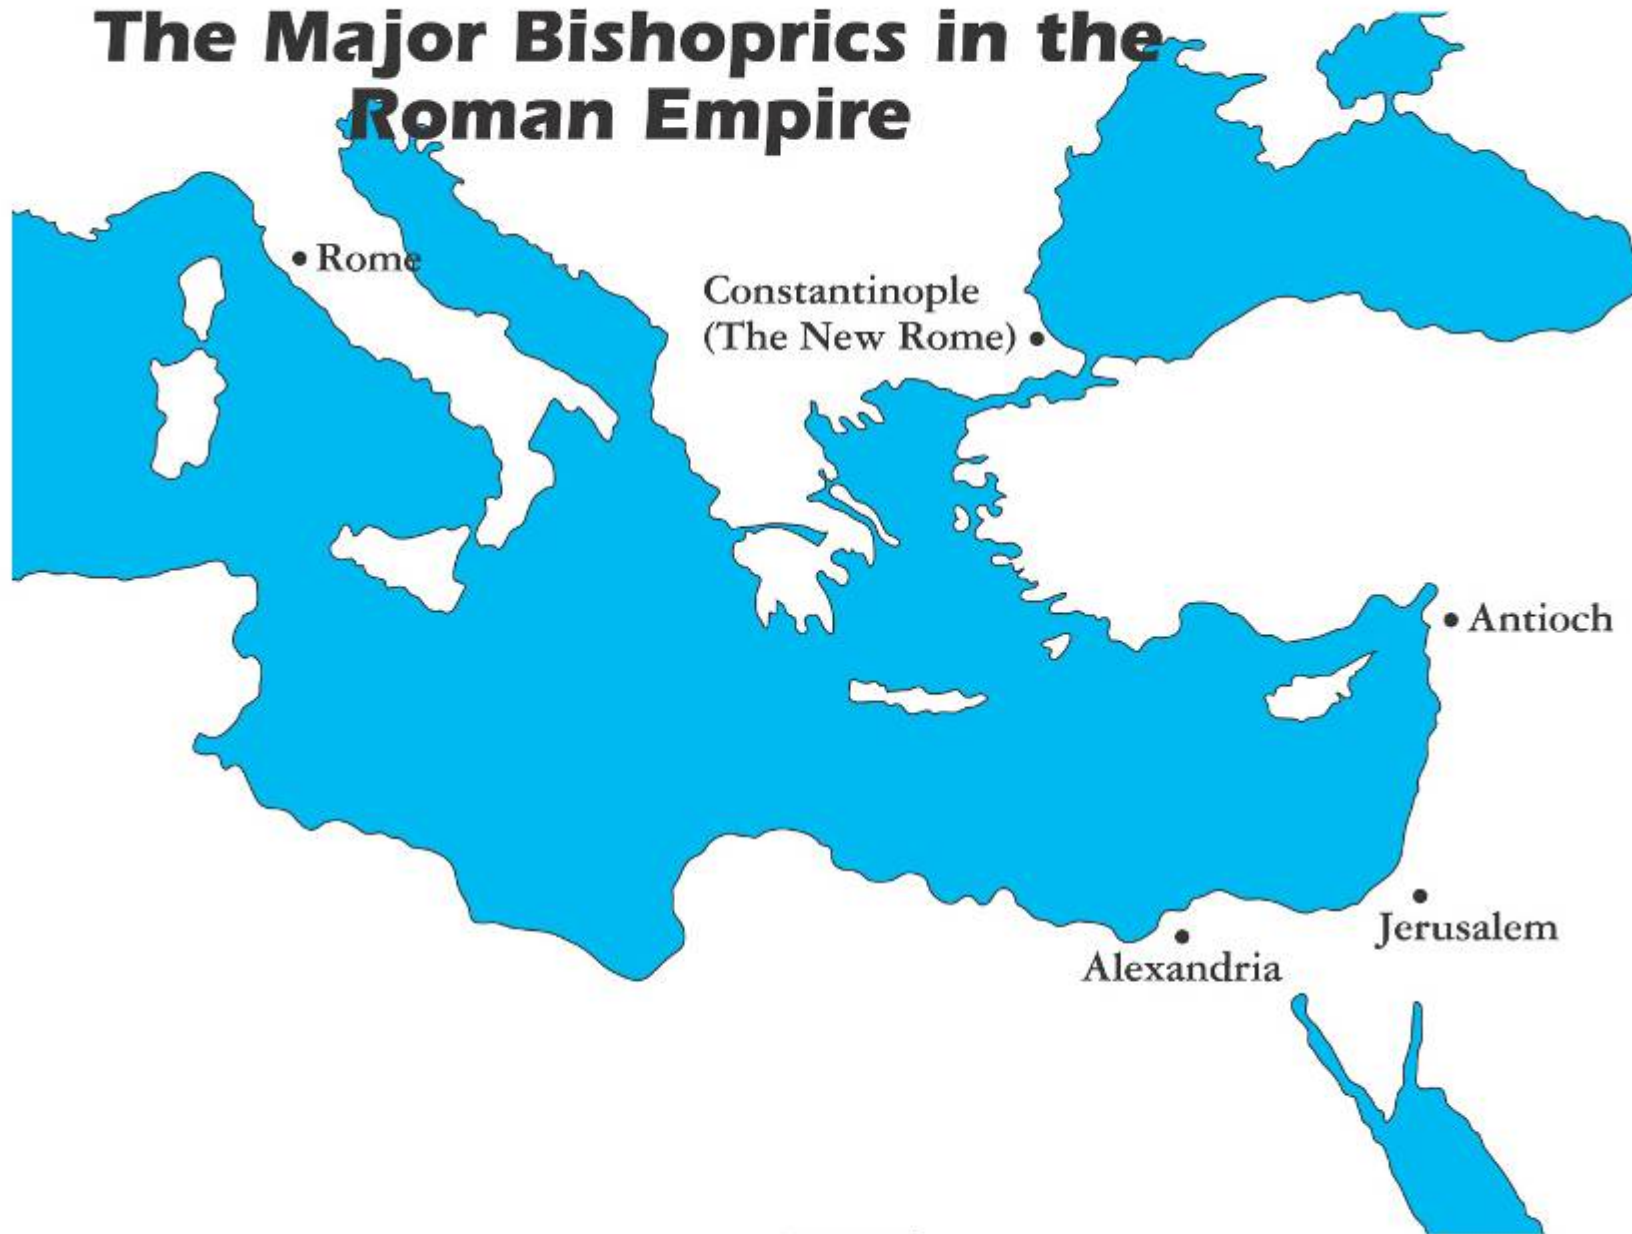 The Major Bishoprics in the
Roman Empire
Rome
Constantinople
(The New Rome)
Antioch
Jerusalem
Alexandria